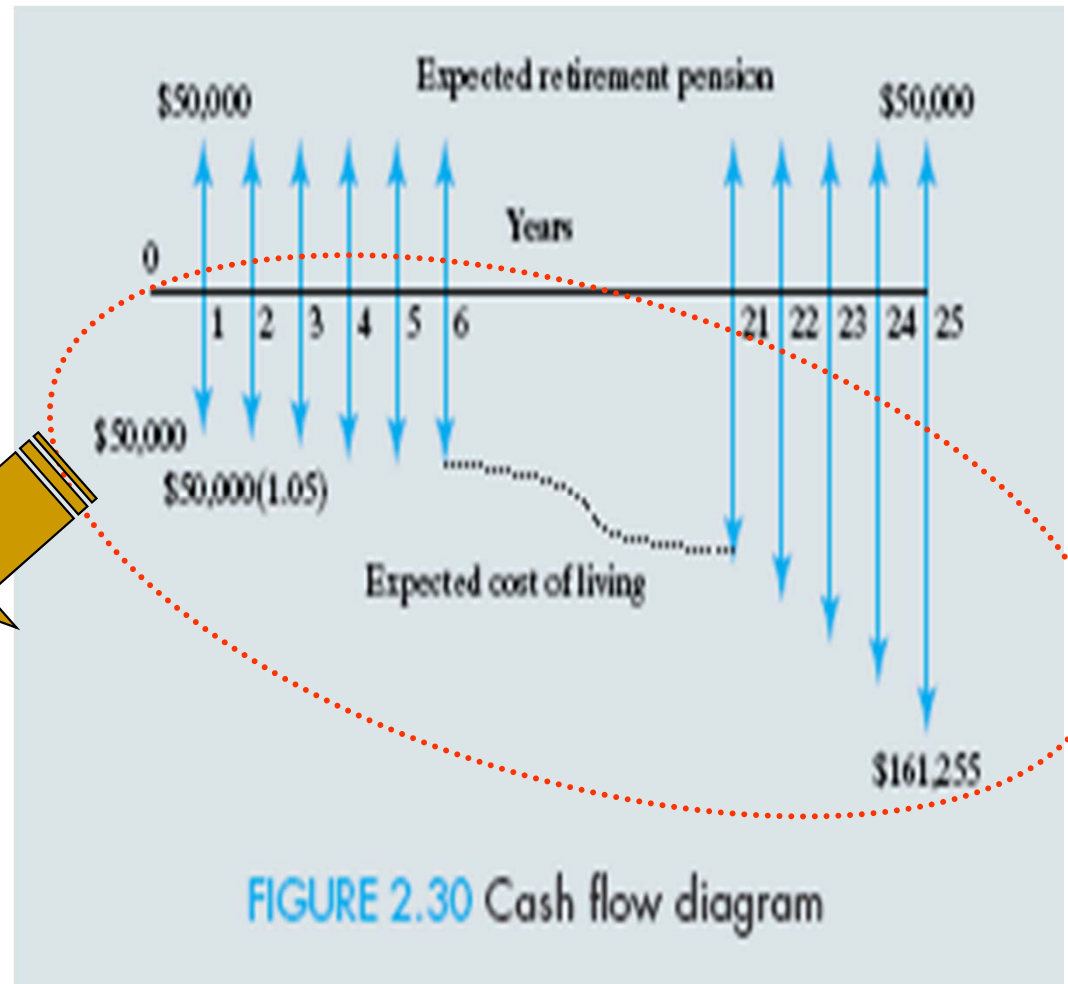 Expected retirement pension
$50,000 $50,000
Years
0
1 2 3 4 5 6 21 22 23 24 25
$50,000
$50,000(1.05)
Expected cost of living
$161,255
FIGURE 2.30 Cash flow diagram